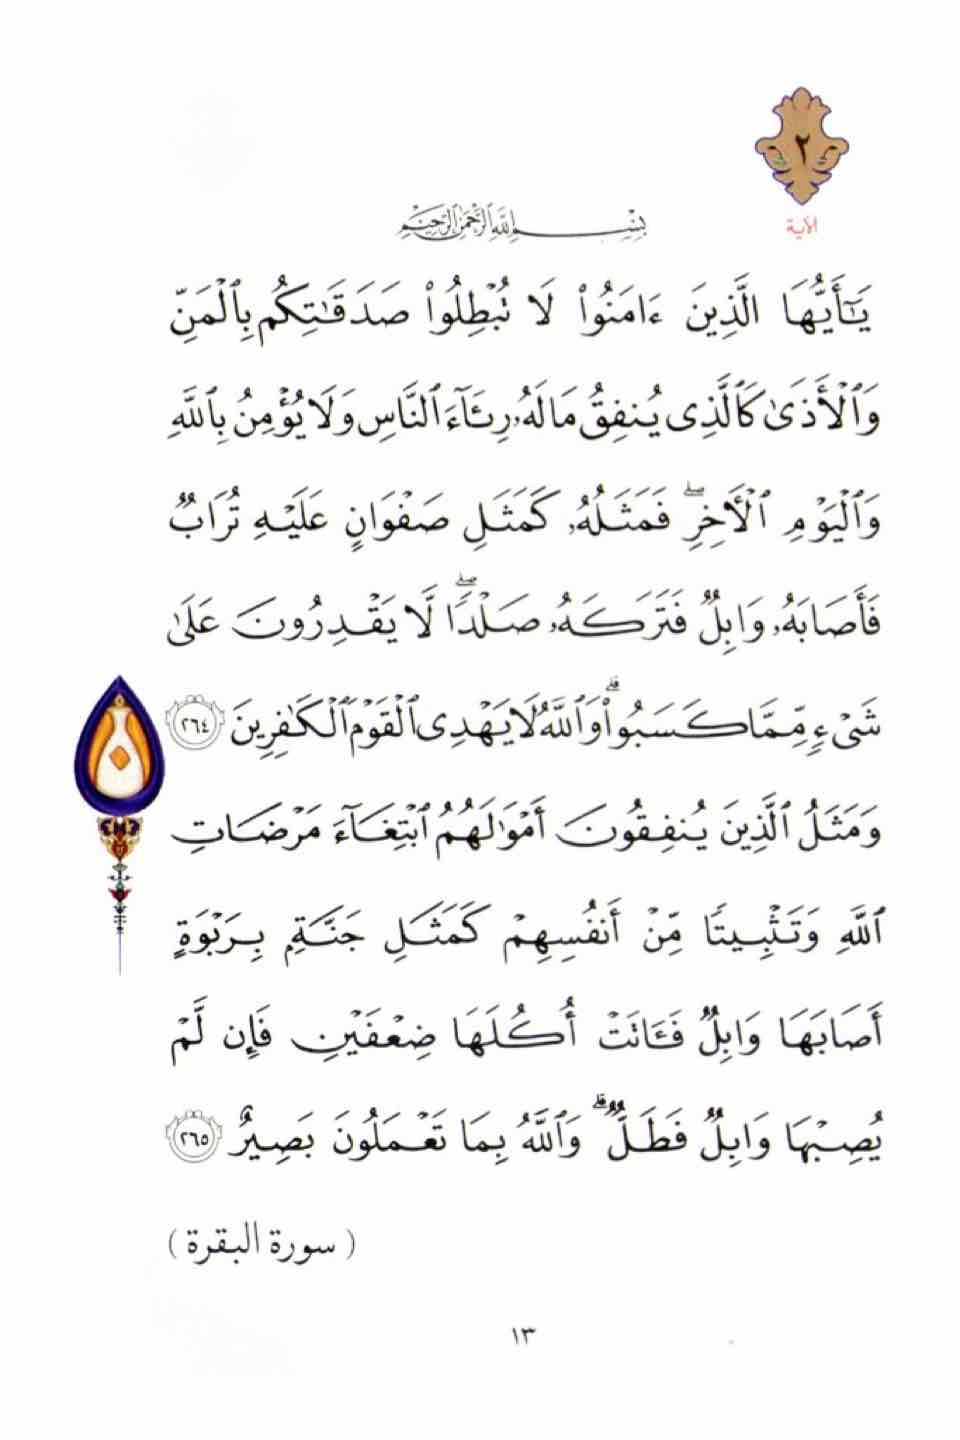 ٢
الآية
بِسْمِ اللَّهِ الرَّحْمَٰنِ الرَّحِيمِ
يَٰٓأَيُّهَا ٱلَّذِينَ ءَامَنُوا۟ لَا تُبْطِلُوا۟ صَدَقَٰتِكُم بِٱلْمَنِّ
وَٱلْأَذَىٰ كَٱلَّذِى يُنفِقُ مَالَهُۥ رِئَآءَ ٱلنَّاسِ وَلَا يُؤْمِنُ بِٱللَّهِ
وَٱلْيَوْمِ ٱلْأَخِرِ ۖ فَمَثَلُهُۥ كَمَثَلِ صَفْوَانٍ عَلَيْهِ تُرَابٌ
فَأَصَابَهُۥ وَابِلٌ فَتَرَكَهُۥ صَلْدًا ۖ لَّا يَقْدِرُونَ عَلَىٰ
شَىْءٍ مِّمَّا كَسَبُوا۟ ۗ وَٱللَّهُ لَا يَهْدِى ٱلْقَوْمَ ٱلْكَٰفِرِينَ ٢٦٤
وَمَثَلُ ٱلَّذِينَ يُنفِقُونَ أَمْوَٰلَهُمُ ٱبْتِغَآءَ مَرْضَاتِ
ٱللَّهِ وَتَثْبِيتًا مِّنْ أَنفُسِهِمْ كَمَثَلِ جَنَّةٍۭ بِرَبْوَةٍ
أَصَابَهَا وَابِلٌ فَـَٔاتَتْ أُكُلَهَا ضِعْفَيْنِ فَإِن لَّمْ
يُصِبْهَا وَابِلٌ فَطَلٌّ ۗ وَٱللَّهُ بِمَا تَعْمَلُونَ بَصِيرٌ ٢٦٥
( سورة البقرة )
١٣